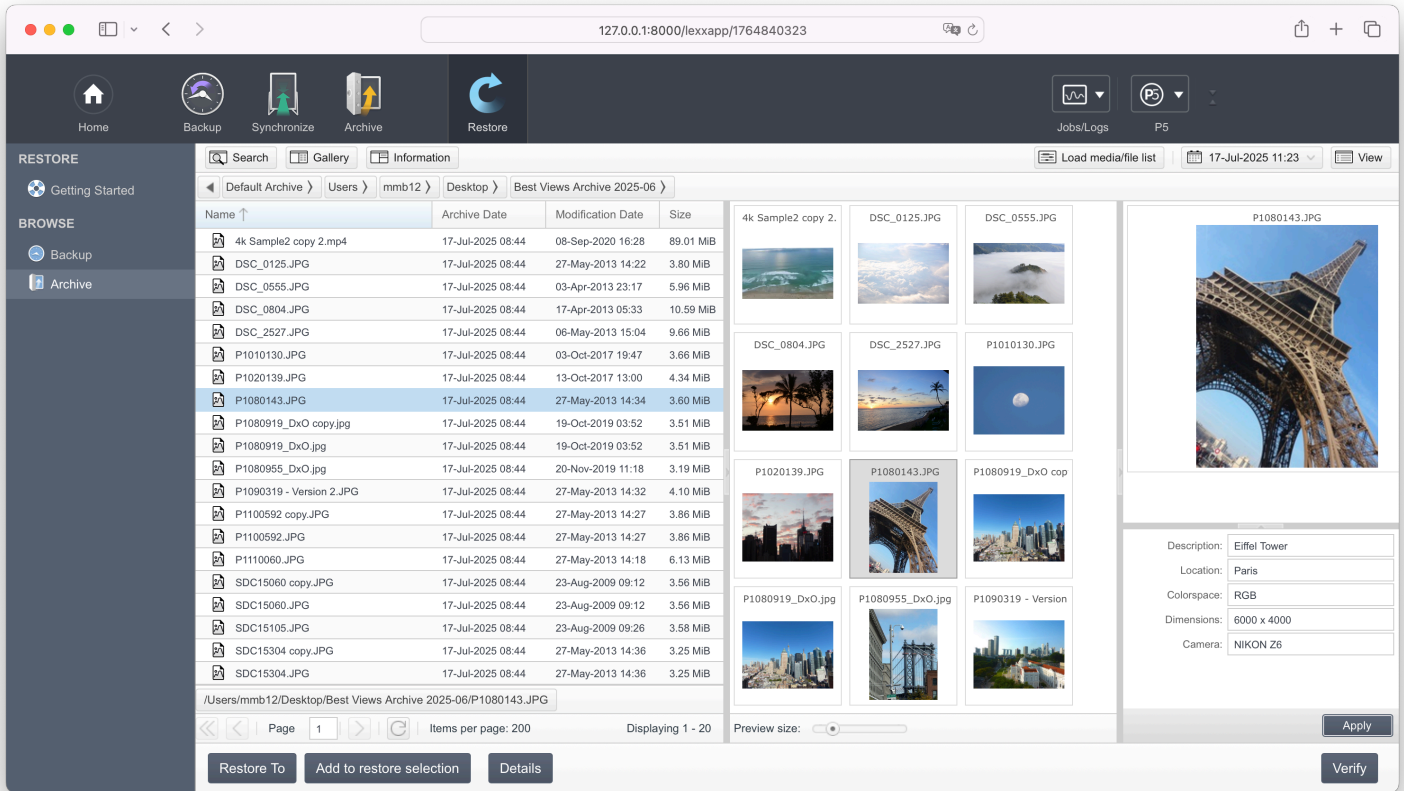 127.0.0.1:8000/lexxapp/1764840323
Home
Backup
Synchronize
Archive
Restore
Jobs/Logs
P5
P5
RESTORE
Getting Started
BROWSE
Backup
Archive
Search
Gallery
Information
Load media/file list
17-Jul-2025 11:23
View
Default Archive
Users
mmb12
Desktop
Best Views Archive 2025-06
Name Archive Date Modification Date Size
4k Sample2 copy 2.mp4 17-Jul-2025 08:44 08-Sep-2020 16:28 89.01 MiB
DSC_0125.JPG 17-Jul-2025 08:44 27-May-2013 14:22 3.80 MiB
DSC_0555.JPG 17-Jul-2025 08:44 03-Apr-2013 23:17 5.96 MiB
DSC_0804.JPG 17-Jul-2025 08:44 17-Apr-2013 05:33 10.59 MiB
DSC_2527.JPG 17-Jul-2025 08:44 06-May-2013 15:04 9.66 MiB
P1010130.JPG 17-Jul-2025 08:44 03-Oct-2017 19:47 3.66 MiB
P1020139.JPG 17-Jul-2025 08:44 13-Oct-2017 13:00 4.34 MiB
P1080143.JPG 17-Jul-2025 08:44 27-May-2013 14:34 3.60 MiB
P1080919_DxO copy.jpg 17-Jul-2025 08:44 19-Oct-2019 03:52 3.51 MiB
P1080919_DxO.jpg 17-Jul-2025 08:44 19-Oct-2019 03:52 3.51 MiB
P1080955_DxO.jpg 17-Jul-2025 08:44 20-Nov-2019 11:18 3.19 MiB
P1090319 - Version 2.JPG 17-Jul-2025 08:44 27-May-2013 14:32 4.10 MiB
P1100592 copy.JPG 17-Jul-2025 08:44 27-May-2013 14:27 3.86 MiB
P1100592.JPG 17-Jul-2025 08:44 27-May-2013 14:27 3.86 MiB
P1110060.JPG 17-Jul-2025 08:44 27-May-2013 14:18 6.13 MiB
SDC15060 copy.JPG 17-Jul-2025 08:44 23-Aug-2009 09:12 3.56 MiB
SDC15060.JPG 17-Jul-2025 08:44 23-Aug-2009 09:12 3.56 MiB
SDC15105.JPG 17-Jul-2025 08:44 23-Aug-2009 09:26 3.58 MiB
SDC15304 copy.JPG 17-Jul-2025 08:44 27-May-2013 14:36 3.25 MiB
SDC15304.JPG 17-Jul-2025 08:44 27-May-2013 14:36 3.25 MiB
/Users/mmb12/Desktop/Best Views Archive 2025-06/P1080143.JPG
Page 1 Items per page: 200 Displaying 1 - 20
4k Sample2 copy 2. DSC_0125.JPG DSC_0555.JPG
DSC_0804.JPG DSC_2527.JPG P1010130.JPG
P1020139.JPG P1080143.JPG P1080919_DxO cop
P1080919_DxO.jpg P1080955_DxO.jpg P1090319 - Version
Preview size:
P1080143.JPG
Description: Eiffel Tower
Location: Paris
Colorspace: RGB
Dimensions: 6000 x 4000
Camera: NIKON Z6
Apply
Restore To
Add to restore selection
Details
Verify